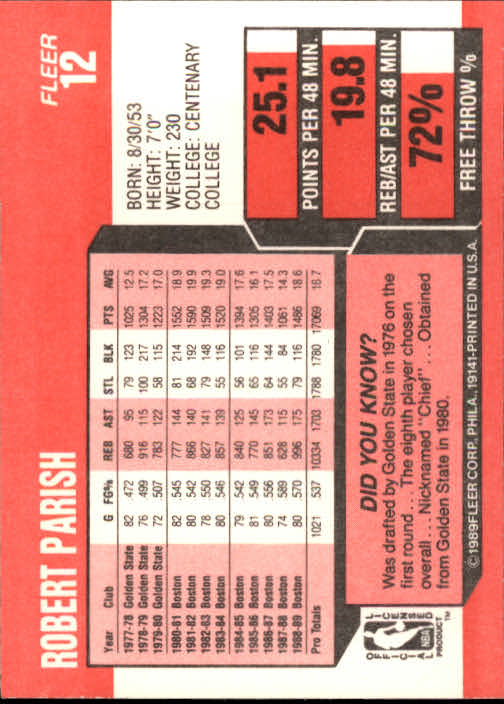 ROBERT PARISH
FLEER
12
Year Club G FG% REB AST STL BLK PTS AVG
1977-78 Golden State 82 472 680 95 79 123 1025 12.5
1978-79 Golden State 76 499 916 115 100 217 1304 17.2
1979-80 Golden State 72 507 783 122 58 115 1223 17.0
1980-81 Boston 82 545 777 144 81 214 1552 18.9
1981-82 Boston 80 542 866 140 68 192 1590 19.9
1982-83 Boston 78 550 827 141 79 148 1509 19.3
1983-84 Boston 80 546 857 139 55 116 1520 19.0
1984-85 Boston 79 542 840 125 56 101 1394 17.6
1985-86 Boston 81 549 770 145 65 116 1305 16.1
1986-87 Boston 80 556 851 173 64 144 1403 17.5
1987-88 Boston 74 589 628 115 55 84 1061 14.3
1988-89 Boston 80 570 996 175 79 116 1486 18.6
Pro Totals 1021 537 10334 1703 1788 1780 17069 16.7
BORN: 8/30/53
HEIGHT: 7'0"
WEIGHT: 230
COLLEGE: CENTENARY
COLLEGE
25.1
POINTS PER 48 MIN.
19.8
REB/AST PER 48 MIN.
72%
FREE THROW %
DID YOU KNOW?
Was drafted by Golden State in 1976 on the
first round . . . The eighth player chosen
overall . . . Nicknamed "Chief" . . . Obtained
from Golden State in 1980.
OFFICIAL LICENSED
NBA
PRODUCT ™
©1989 FLEER CORP., PHILA., 19141-PRINTED IN U.S.A.